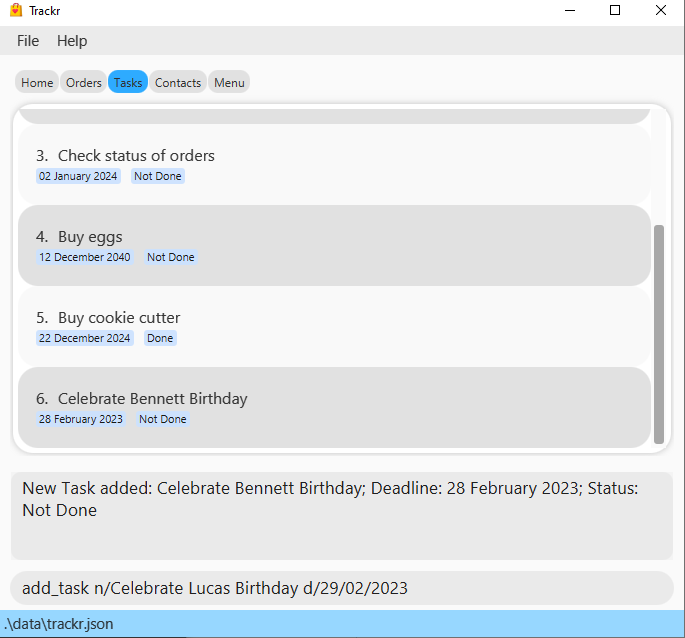 Trackr
File Help
Home Orders Tasks Contacts Menu
3. Check status of orders
02 January 2024 Not Done
4. Buy eggs
12 December 2040 Not Done
5. Buy cookie cutter
22 December 2024 Done
6. Celebrate Bennett Birthday
28 February 2023 Not Done
New Task added: Celebrate Bennett Birthday; Deadline: 28 February 2023; Status:
Not Done
add_task n/Celebrate Lucas Birthday d/29/02/2023
.\data\trackr.json